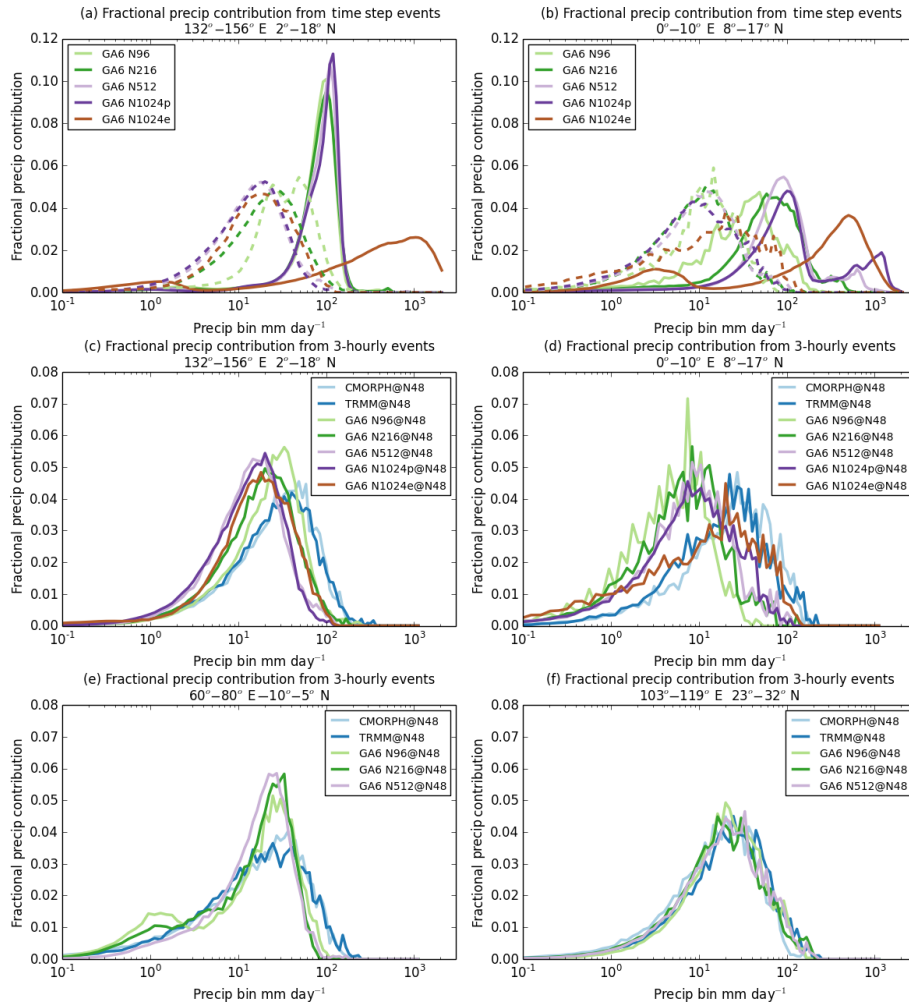 (a) Fractional precip contribution from time step events
132°−156° E 2°−18° N
0.12
0.10
0.08
0.06
0.04
0.02
0.00
Fractional precip contribution
GA6 N96
GA6 N216
GA6 N512
GA6 N1024p
GA6 N1024e
10⁻¹ 10⁰ 10¹ 10² 10³
Precip bin mm day⁻¹
(b) Fractional precip contribution from time step events
0°−10° E 8°−17° N
0.12
0.10
0.08
0.06
0.04
0.02
0.00
Fractional precip contribution
GA6 N96
GA6 N216
GA6 N512
GA6 N1024p
GA6 N1024e
10⁻¹ 10⁰ 10¹ 10² 10³
Precip bin mm day⁻¹
(c) Fractional precip contribution from 3-hourly events
132°−156° E 2°−18° N
0.08
0.07
0.06
0.05
0.04
0.03
0.02
0.01
0.00
Fractional precip contribution
CMORPH@N48
TRMM@N48
GA6 N96@N48
GA6 N216@N48
GA6 N512@N48
GA6 N1024p@N48
GA6 N1024e@N48
10⁻¹ 10⁰ 10¹ 10² 10³
Precip bin mm day⁻¹
(d) Fractional precip contribution from 3-hourly events
0°−10° E 8°−17° N
0.08
0.07
0.06
0.05
0.04
0.03
0.02
0.01
0.00
Fractional precip contribution
CMORPH@N48
TRMM@N48
GA6 N96@N48
GA6 N216@N48
GA6 N512@N48
GA6 N1024p@N48
GA6 N1024e@N48
10⁻¹ 10⁰ 10¹ 10² 10³
Precip bin mm day⁻¹
(e) Fractional precip contribution from 3-hourly events
60°−80° E −10°−5° N
0.08
0.07
0.06
0.05
0.04
0.03
0.02
0.01
0.00
Fractional precip contribution
CMORPH@N48
TRMM@N48
GA6 N96@N48
GA6 N216@N48
GA6 N512@N48
10⁻¹ 10⁰ 10¹ 10² 10³
Precip bin mm day⁻¹
(f) Fractional precip contribution from 3-hourly events
103°−119° E 23°−32° N
0.08
0.07
0.06
0.05
0.04
0.03
0.02
0.01
0.00
Fractional precip contribution
CMORPH@N48
TRMM@N48
GA6 N96@N48
GA6 N216@N48
GA6 N512@N48
10⁻¹ 10⁰ 10¹ 10² 10³
Precip bin mm day⁻¹